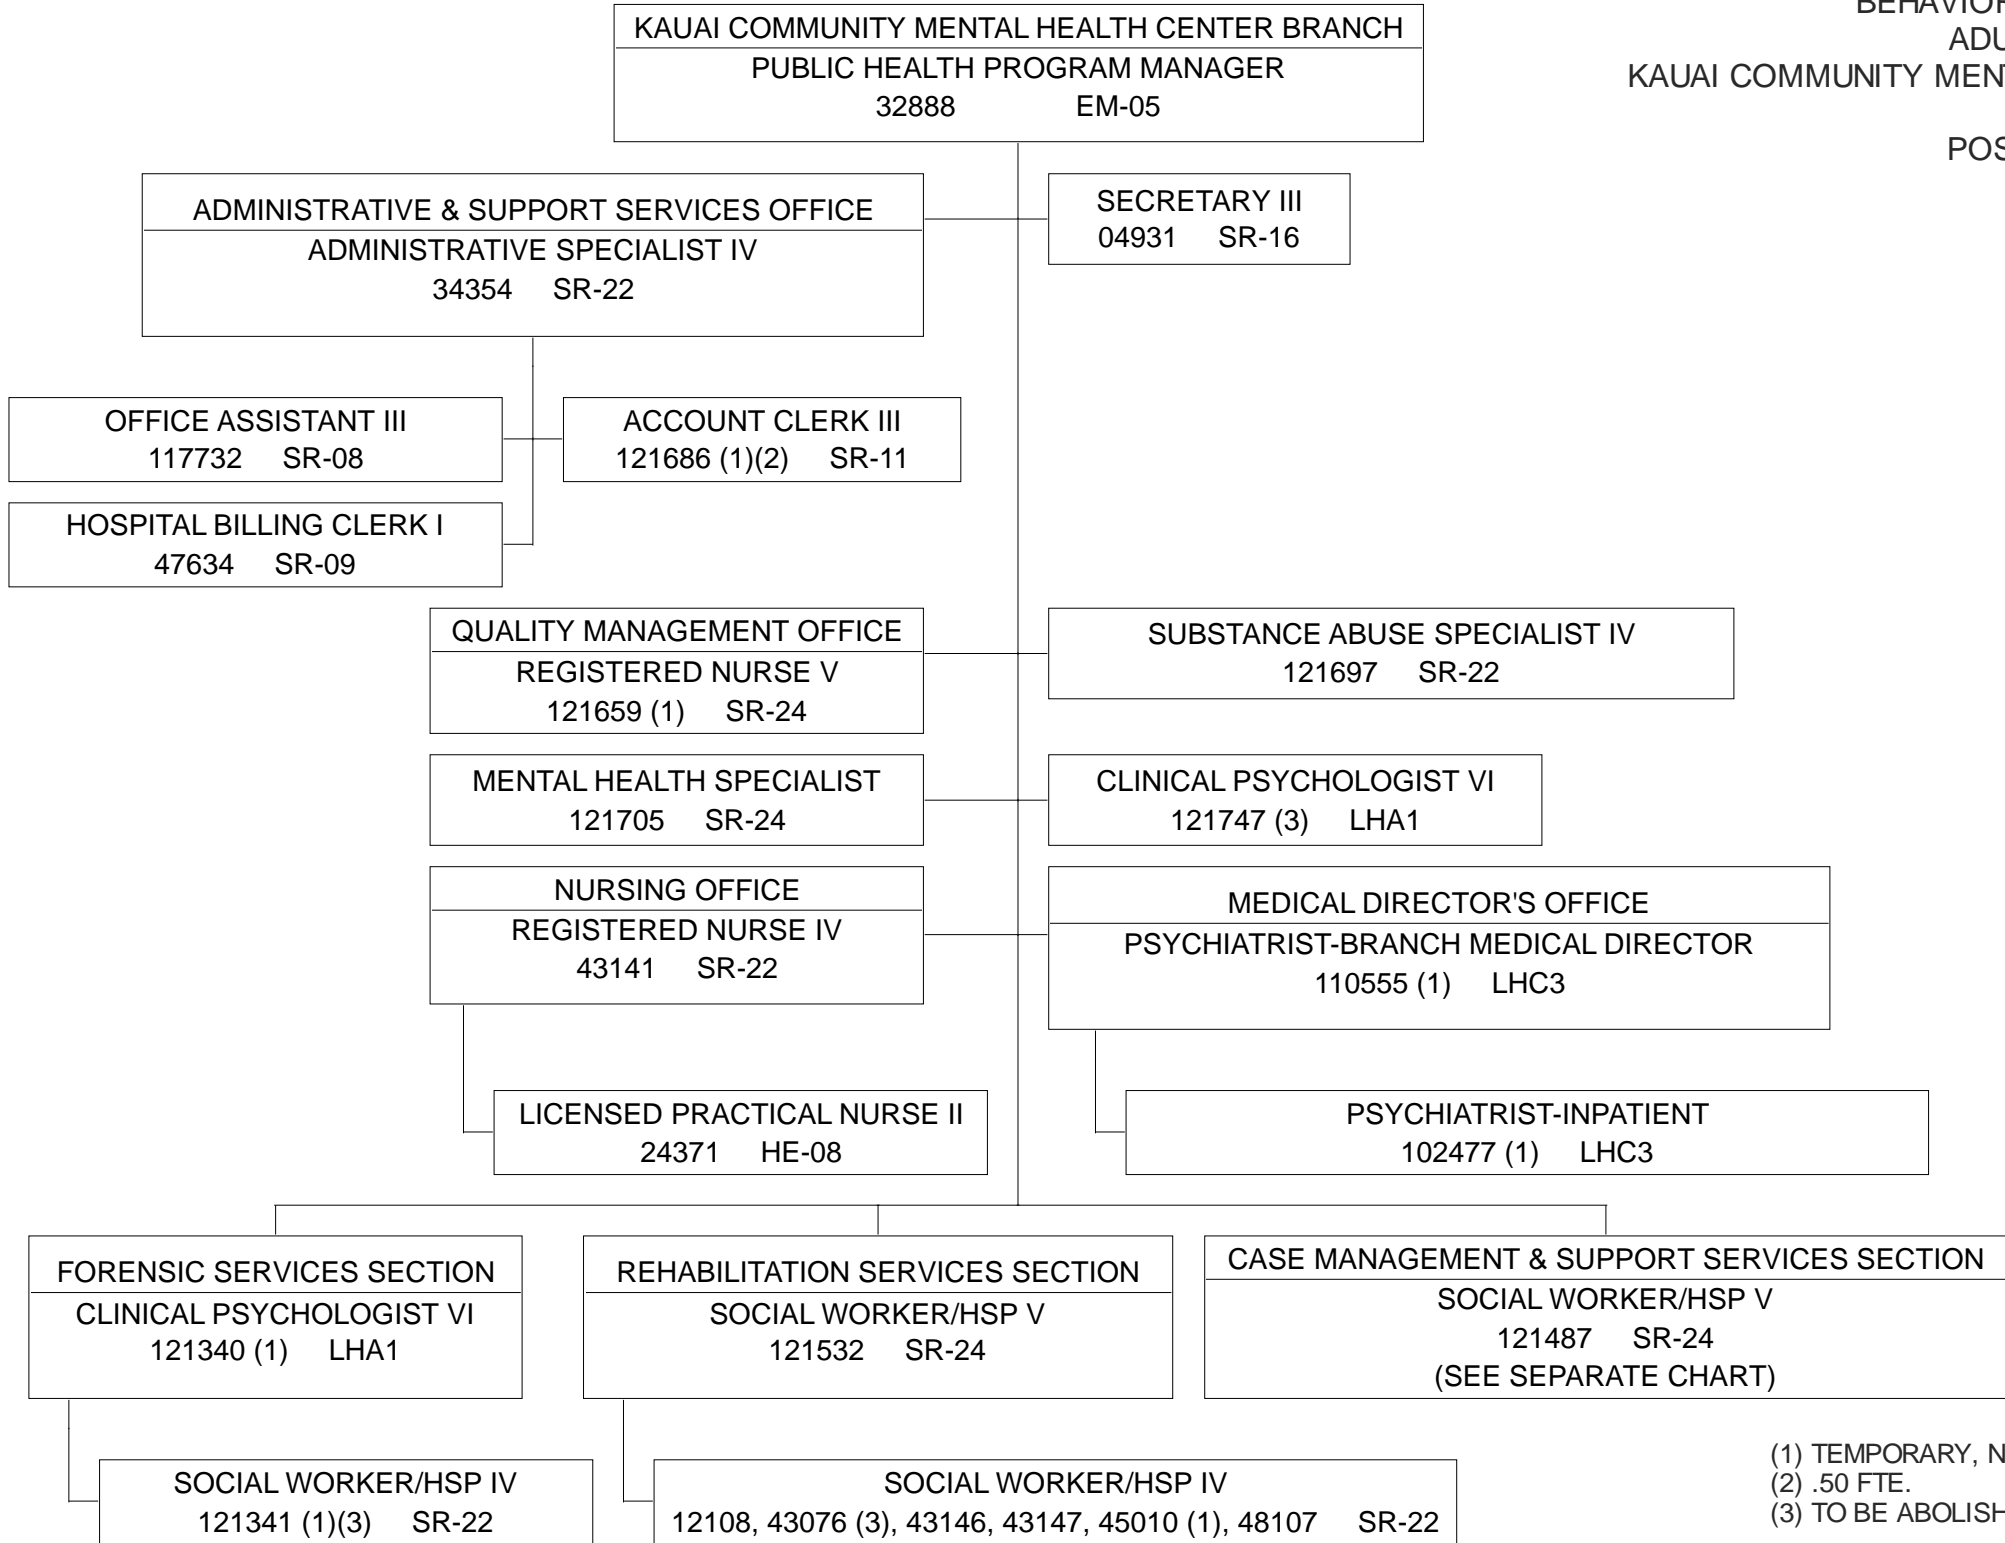 KAUAI COMMUNITY MENTAL HEALTH CENTER BRANCH
PUBLIC HEALTH PROGRAM MANAGER
32888 EM-05
KAUAI COMMUNITY
ADMINISTRATIVE & SUPPORT SERVICES OFFICE
ADMINISTRATIVE SPECIALIST IV
34354 SR-22
SECRETARY III
04931 SR-16
OFFICE ASSISTANT III
117732 SR-08
ACCOUNT CLERK III
121686 (1)(2) SR-11
HOSPITAL BILLING CLERK I
47634 SR-09
QUALITY MANAGEMENT OFFICE
REGISTERED NURSE V
121659 (1) SR-24
SUBSTANCE ABUSE SPECIALIST IV
121697 SR-22
MENTAL HEALTH SPECIALIST
121705 SR-24
CLINICAL PSYCHOLOGIST VI
121747 (3) LHA1
NURSING OFFICE
REGISTERED NURSE IV
43141 SR-22
MEDICAL DIRECTOR'S OFFICE
PSYCHIATRIST-BRANCH MEDICAL DIRECTOR
110555 (1) LHC3
LICENSED PRACTICAL NURSE II
24371 HE-08
PSYCHIATRIST-INPATIENT
102477 (1) LHC3
FORENSIC SERVICES SECTION
CLINICAL PSYCHOLOGIST VI
121340 (1) LHA1
REHABILITATION SERVICES SECTION
SOCIAL WORKER/HSP V
121532 SR-24
CASE MANAGEMENT & SUPPORT SERVICES SECTION
SOCIAL WORKER/HSP V
121487 SR-24
(SEE SEPARATE CHART)
SOCIAL WORKER/HSP IV
121341 (1)(3) SR-22
SOCIAL WORKER/HSP IV
12108, 43076 (3), 43146, 43147, 45010 (1), 48107 SR-22
(1) TEMPORARY,
(2) .50 FTE.
(3) TO BE